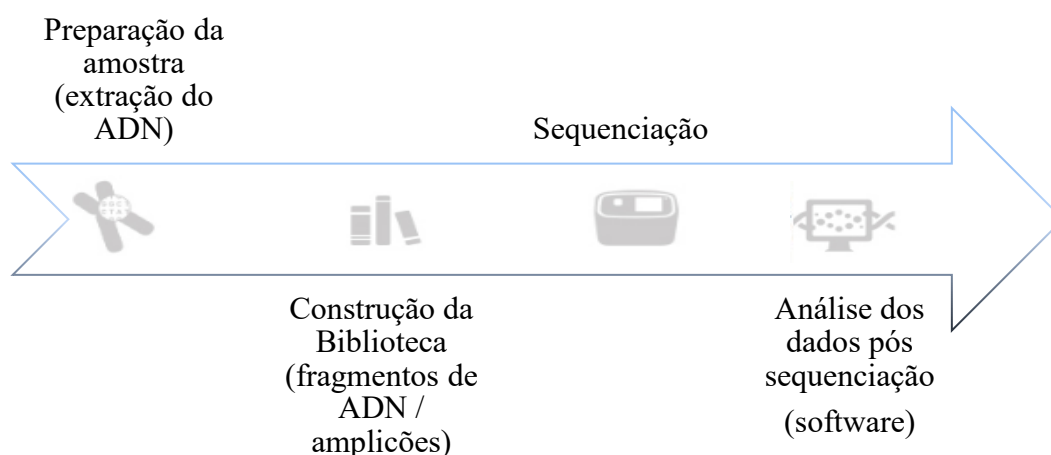 Preparação da
amostra
(extração do
ADN)
Construção da
Biblioteca
(fragmentos de
ADN /
amplicões)
Sequenciação
Análise dos
dados pós
sequenciação
(software)